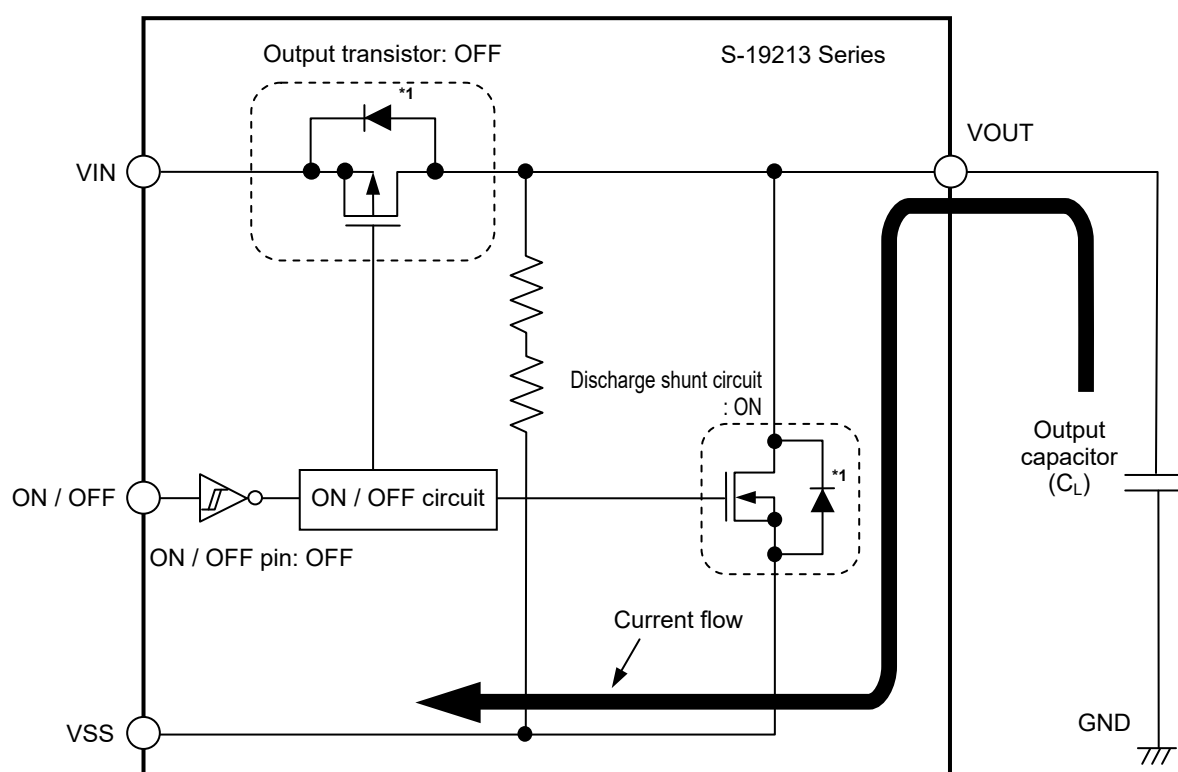 Output transistor: OFF
S-19213 Series
*1
VOUT
VIN
Discharge shunt circuit
: ON
*1
Output
capacitor
(CL)
ON / OFF
ON / OFF circuit
ON / OFF pin: OFF
Current flow
VSS
GND